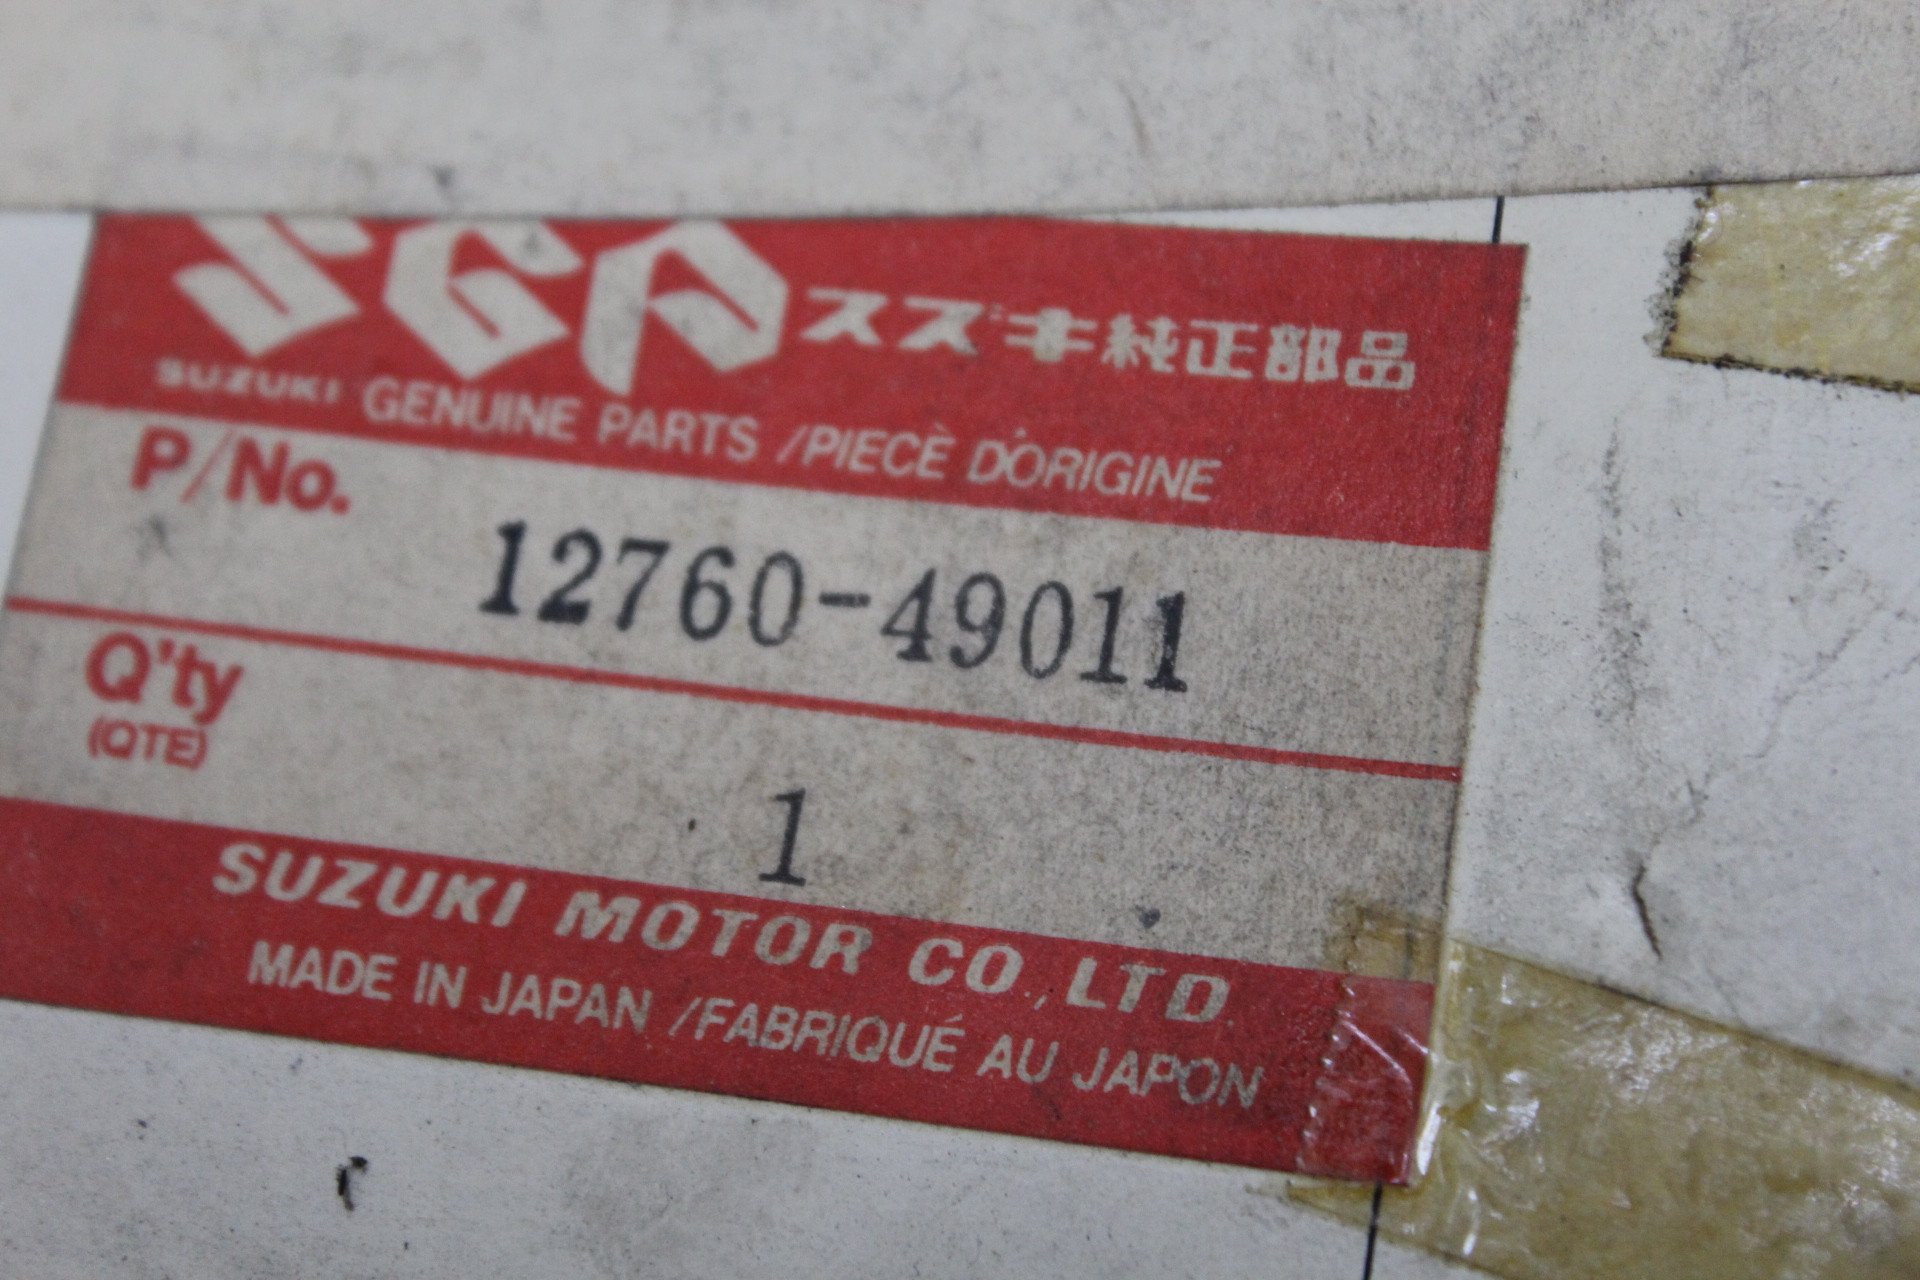 SGP スズキ純正部品
SUZUKI GENUINE PARTS /PIECÈ D'ORIGINE
P/No.
12760-49011
Q'ty
(QTE)
1
SUZUKI MOTOR CO.,LTD.
MADE IN JAPAN /FABRIQUÉ AU JAPON